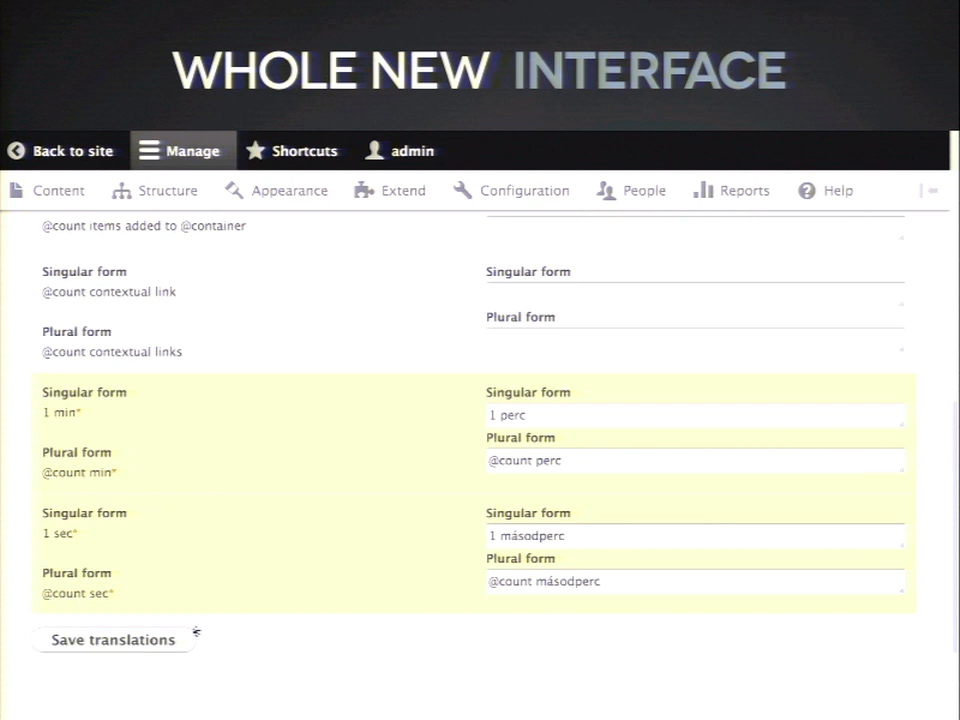 WHOLE NEW INTERFACE
Back to site Manage Shortcuts admin
Content Structure Appearance Extend Configuration People Reports Help
@count items added to @container
Singular form Singular form
@count contextual link
Plural form
Plural form
@count contextual links
Singular form Singular form
1 min* 1 perc
Plural form
Plural form
@count perc
@count min*
Singular form Singular form
1 sec* 1 másodperc
Plural form
Plural form
@count másodperc
@count sec*
Save translations